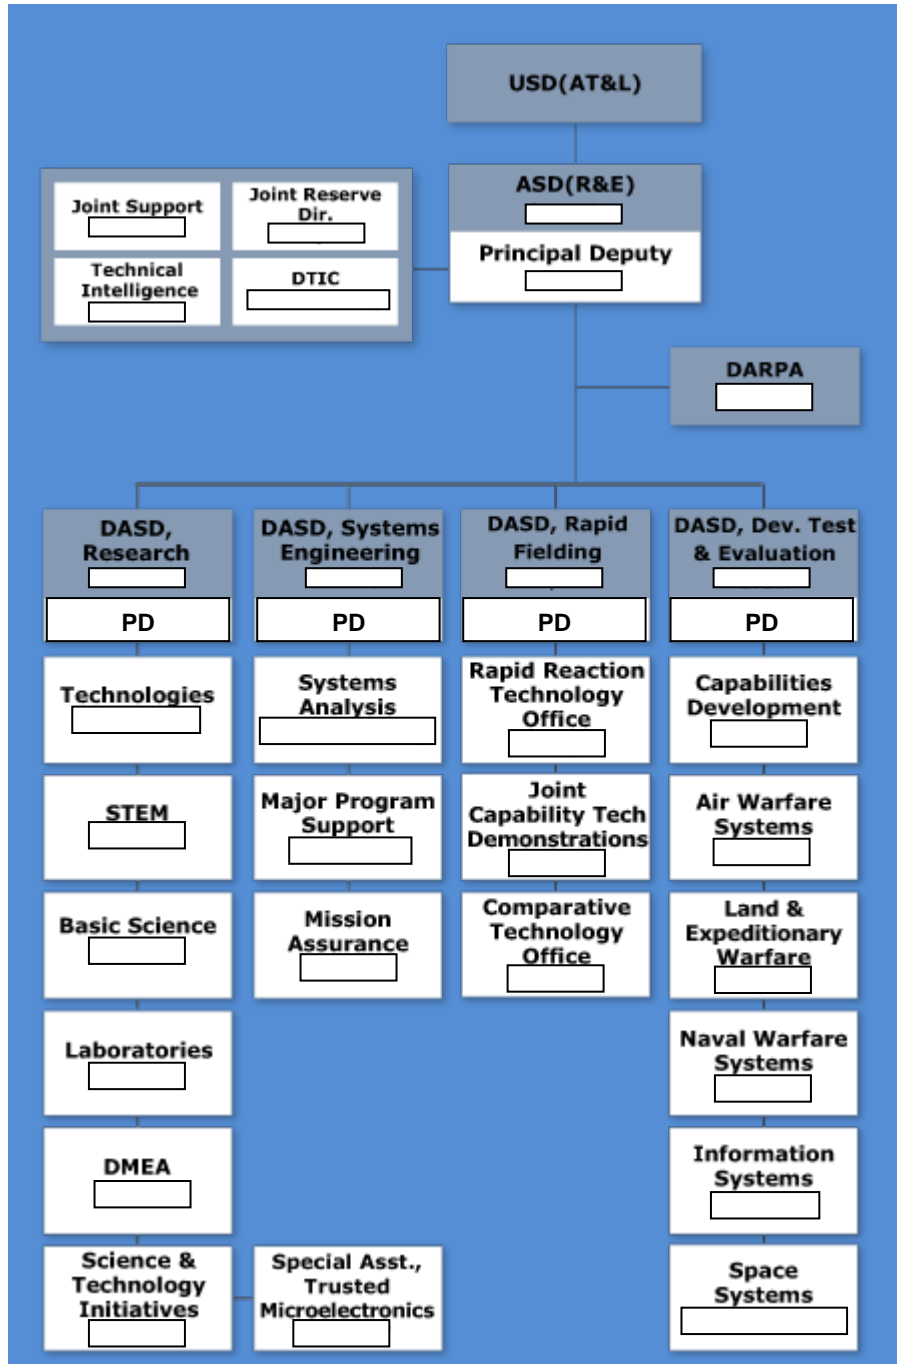 USD(AT&L)
ASD(R&E)
Principal Deputy
Joint Support
Joint Reserve
Dir.
Technical
Intelligence
DTIC
DARPA
DASD,
Research
PD
Technologies
STEM
Basic Science
Laboratories
DMEA
Science &
Technology
Initiatives
Special Asst.,
Trusted
Microelectronics
DASD, Systems
Engineering
PD
Systems
Analysis
Major Program
Support
Mission
Assurance
DASD, Rapid
Fielding
PD
Rapid Reaction
Technology
Office
Joint
Capability Tech
Demonstrations
Comparative
Technology
Office
DASD, Dev. Test
& Evaluation
PD
Capabilities
Development
Air Warfare
Systems
Land &
Expeditionary
Warfare
Naval Warfare
Systems
Information
Systems
Space
Systems